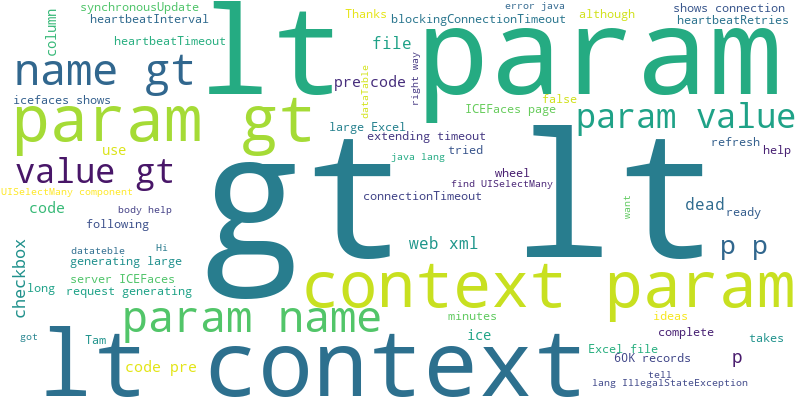 synchronousUpdate
error java
shows connection
heartbeatInterval
Thanks
blockingConnectionTimeout
although
heartbeatRetries
column
lt param
heartbeatTimeout
file
name gt
pre code
right way
dataTable
icefaces shows
false
ICEFaces page
param gt
param value
large Excel
extending timeout
refresh
use
tried
help
java lang
gt lt
value gt
wheel
find UISelectMany
UISelectMany component
connectionTimeout
want
dead
code
body help
ready
following
web xml
p p
datateble
Hi
checkbox
generating large
server ICEFaces
context param
long
request generating
param name
minutes
ideas
lt context
ice
complete
got
Tam
takes
Excel file
60K records
p
code pre
tell
lang IllegalStateException